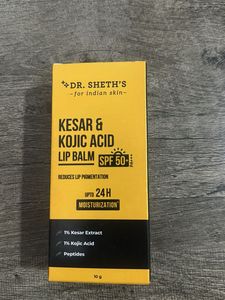 DR. SHETH'S
for indian skin
KESAR &
KOJIC ACID
LIP BALM
SPF 50+
REDUCES LIP PIGMENTATION
UPTO 24H
MOISTURIZATION
1% Kesar Extract
1% Kojic Acid
Peptides
10 g